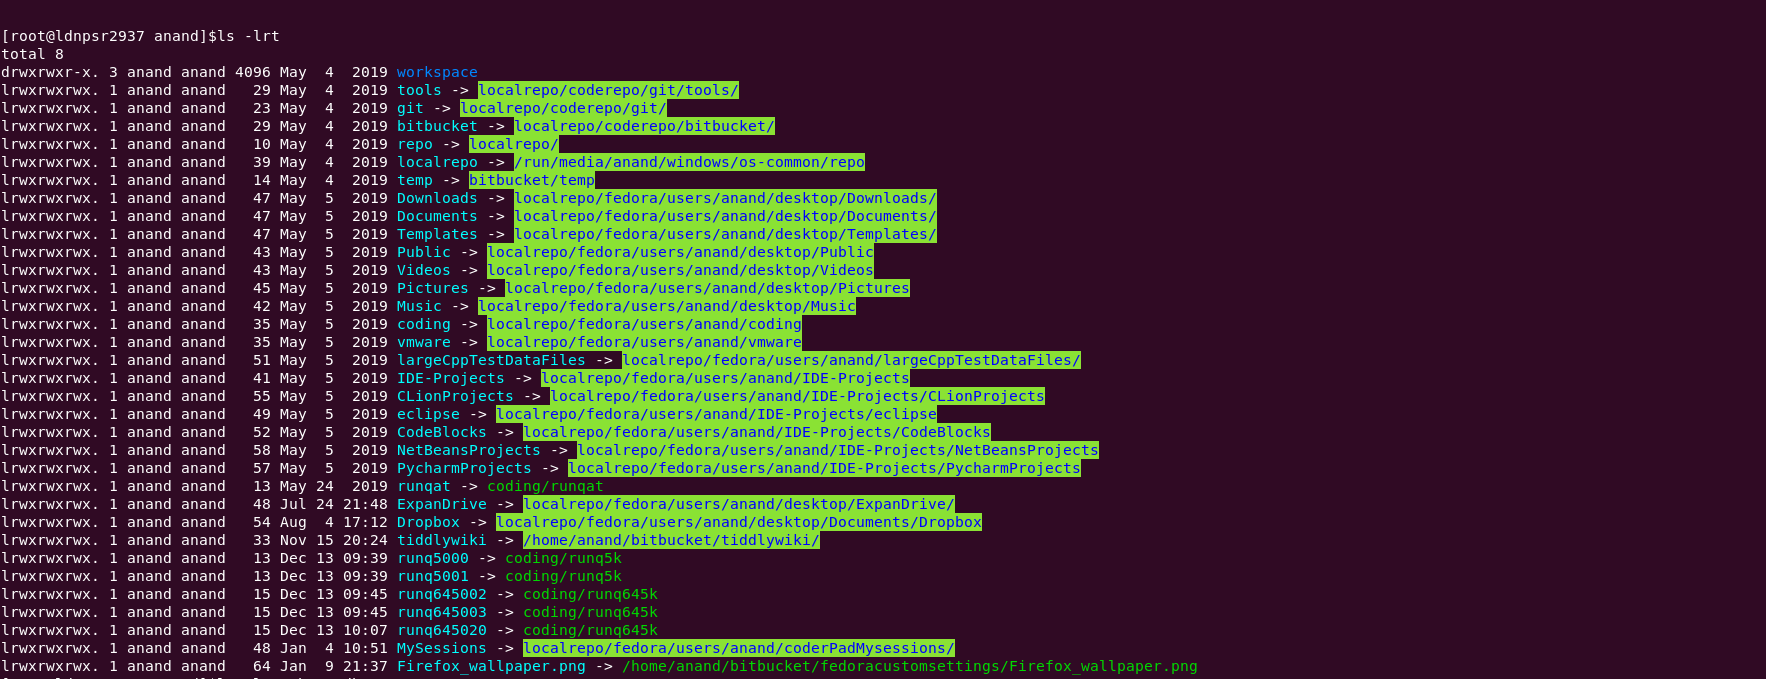 [root@ldnpsr2937 anand]$ls -lrt
total 8
drwxrwxr-x. 3 anand anand 4096 May  4  2019 workspace
lrwxrwxrwx. 1 anand anand   29 May  4  2019 tools -> localrepo/coderepo/git/tools/
lrwxrwxrwx. 1 anand anand   23 May  4  2019 git -> localrepo/coderepo/git/
lrwxrwxrwx. 1 anand anand   29 May  4  2019 bitbucket -> localrepo/coderepo/bitbucket/
lrwxrwxrwx. 1 anand anand   10 May  4  2019 repo -> localrepo/
lrwxrwxrwx. 1 anand anand   39 May  4  2019 localrepo -> /run/media/anand/windows/os-common/repo
lrwxrwxrwx. 1 anand anand   14 May  4  2019 temp -> bitbucket/temp
lrwxrwxrwx. 1 anand anand   47 May  5  2019 Downloads -> localrepo/fedora/users/anand/desktop/Downloads/
lrwxrwxrwx. 1 anand anand   47 May  5  2019 Documents -> localrepo/fedora/users/anand/desktop/Documents/
lrwxrwxrwx. 1 anand anand   47 May  5  2019 Templates -> localrepo/fedora/users/anand/desktop/Templates/
lrwxrwxrwx. 1 anand anand   43 May  5  2019 Public -> localrepo/fedora/users/anand/desktop/Public
lrwxrwxrwx. 1 anand anand   43 May  5  2019 Videos -> localrepo/fedora/users/anand/desktop/Videos
lrwxrwxrwx. 1 anand anand   45 May  5  2019 Pictures -> localrepo/fedora/users/anand/desktop/Pictures
lrwxrwxrwx. 1 anand anand   42 May  5  2019 Music -> localrepo/fedora/users/anand/desktop/Music
lrwxrwxrwx. 1 anand anand   35 May  5  2019 coding -> localrepo/fedora/users/anand/coding
lrwxrwxrwx. 1 anand anand   35 May  5  2019 vmware -> localrepo/fedora/users/anand/vmware
lrwxrwxrwx. 1 anand anand   51 May  5  2019 largeCppTestDataFiles -> localrepo/fedora/users/anand/largeCppTestDataFiles/
lrwxrwxrwx. 1 anand anand   41 May  5  2019 IDE-Projects -> localrepo/fedora/users/anand/IDE-Projects
lrwxrwxrwx. 1 anand anand   55 May  5  2019 CLionProjects -> localrepo/fedora/users/anand/IDE-Projects/CLionProjects
lrwxrwxrwx. 1 anand anand   49 May  5  2019 eclipse -> localrepo/fedora/users/anand/IDE-Projects/eclipse
lrwxrwxrwx. 1 anand anand   52 May  5  2019 CodeBlocks -> localrepo/fedora/users/anand/IDE-Projects/CodeBlocks
lrwxrwxrwx. 1 anand anand   58 May  5  2019 NetBeansProjects -> localrepo/fedora/users/anand/IDE-Projects/NetBeansProjects
lrwxrwxrwx. 1 anand anand   57 May  5  2019 PycharmProjects -> localrepo/fedora/users/anand/IDE-Projects/PycharmProjects
lrwxrwxrwx. 1 anand anand   13 May 24  2019 runqat -> coding/runqat
lrwxrwxrwx. 1 anand anand   48 Jul 24 21:48 ExpanDrive -> localrepo/fedora/users/anand/desktop/ExpanDrive/
lrwxrwxrwx. 1 anand anand   54 Aug  4 17:12 Dropbox -> localrepo/fedora/users/anand/desktop/Documents/Dropbox
lrwxrwxrwx. 1 anand anand   33 Nov 15 20:24 tiddlywiki -> /home/anand/bitbucket/tiddlywiki/
lrwxrwxrwx. 1 anand anand   13 Dec 13 09:39 runq5000 -> coding/runq5k
lrwxrwxrwx. 1 anand anand   13 Dec 13 09:39 runq5001 -> coding/runq5k
lrwxrwxrwx. 1 anand anand   15 Dec 13 09:45 runq645002 -> coding/runq645k
lrwxrwxrwx. 1 anand anand   15 Dec 13 09:45 runq645003 -> coding/runq645k
lrwxrwxrwx. 1 anand anand   15 Dec 13 10:07 runq645020 -> coding/runq645k
lrwxrwxrwx. 1 anand anand   48 Jan  4 10:51 MySessions -> localrepo/fedora/users/anand/coderPadMysessions/
lrwxrwxrwx. 1 anand anand   64 Jan  9 21:37 Firefox_wallpaper.png -> /home/anand/bitbucket/fedoracustomsettings/Firefox_wallpaper.png